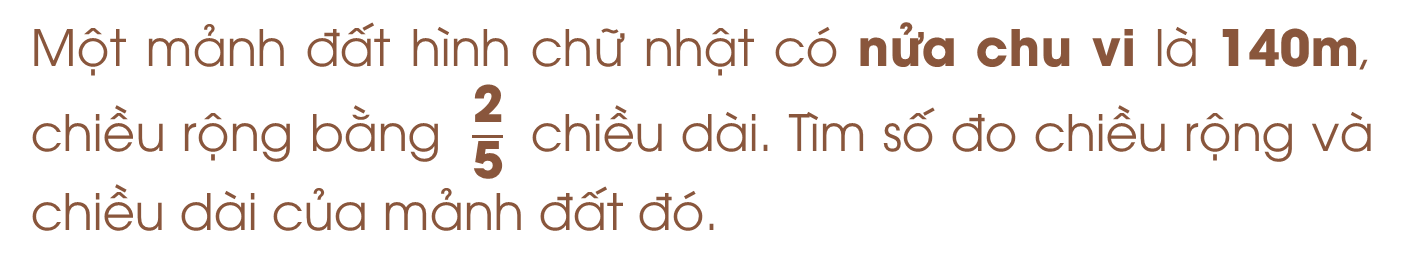 Một mảnh đất hình chữ nhật có nửa chu vi là 140m,
chiều rộng bằng 2/5 chiều dài. Tìm số đo chiều rộng và
chiều dài của mảnh đất đó.